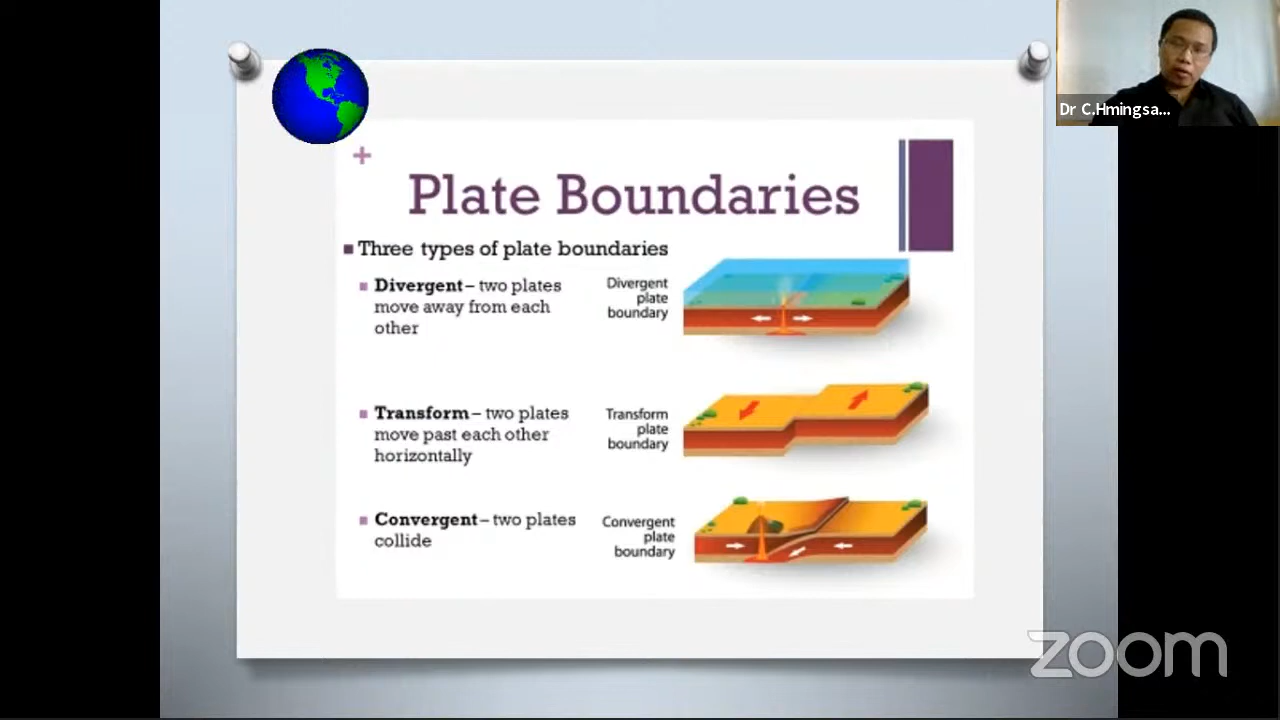 Dr C.Hmingsa...
+
Plate Boundaries
Three types of plate boundaries
Divergent – two plates
move away from each
other
Divergent
plate
boundary
Transform – two plates
move past each other
horizontally
Transform
plate
boundary
Convergent – two plates
collide
Convergent
plate
boundary
zoom